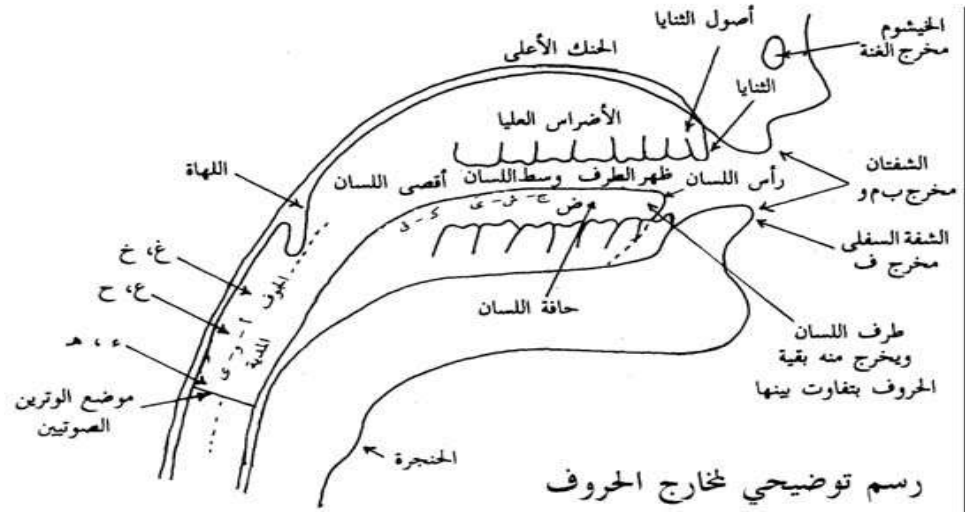 أصول الثنايا
الخيشوم
مخرج الغنة
الحنك الأعلى
الثنايا
الأضراس العليا
الشفتان
مخرج ب م و
اللهاة
أقصى اللسان
وسط اللسان
ظهر الطرف
رأس اللسان
ق - ك
ج - ش - ى
ض
الشفة السفلى
مخرج ف
غ، خ
ع، ح
ء، هـ
الجوف
ا - و - ى
المدية
حافة اللسان
طرف اللسان
ويخرج منه بقية
الحروف بتفاوت بينها
موضع الوترين
الصوتيين
الحنجرة
رسم توضيحي لمخارج الحروف